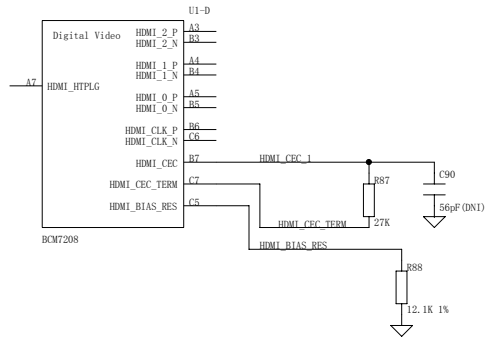 U1-D
Digital Video
HDMI_2_P A3
HDMI_2_N B3
HDMI_1_P A4
HDMI_1_N B4
A7 HDMI_HTPLG
HDMI_0_P A5
HDMI_0_N B5
HDMI_CLK_P B6
HDMI_CLK_N C6
HDMI_CEC B7 HDMI_CEC_1
HDMI_CEC_TERM C7 R87 C90
HDMI_BIAS_RES C5 56pF(DNI)
HDMI_CEC_TERM 27K
BCM7208 HDMI_BIAS_RES
R88
12.1K 1%